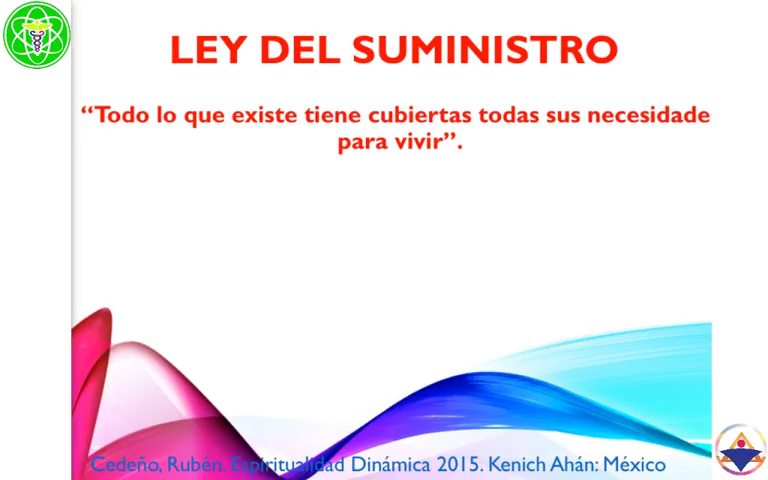 LEY DEL SUMINISTRO
“Todo lo que existe tiene cubiertas todas sus necesidade
para vivir”.
Cedeño, Rubén. Espiritualidad Dinámica 2015. Kenich Ahán: México